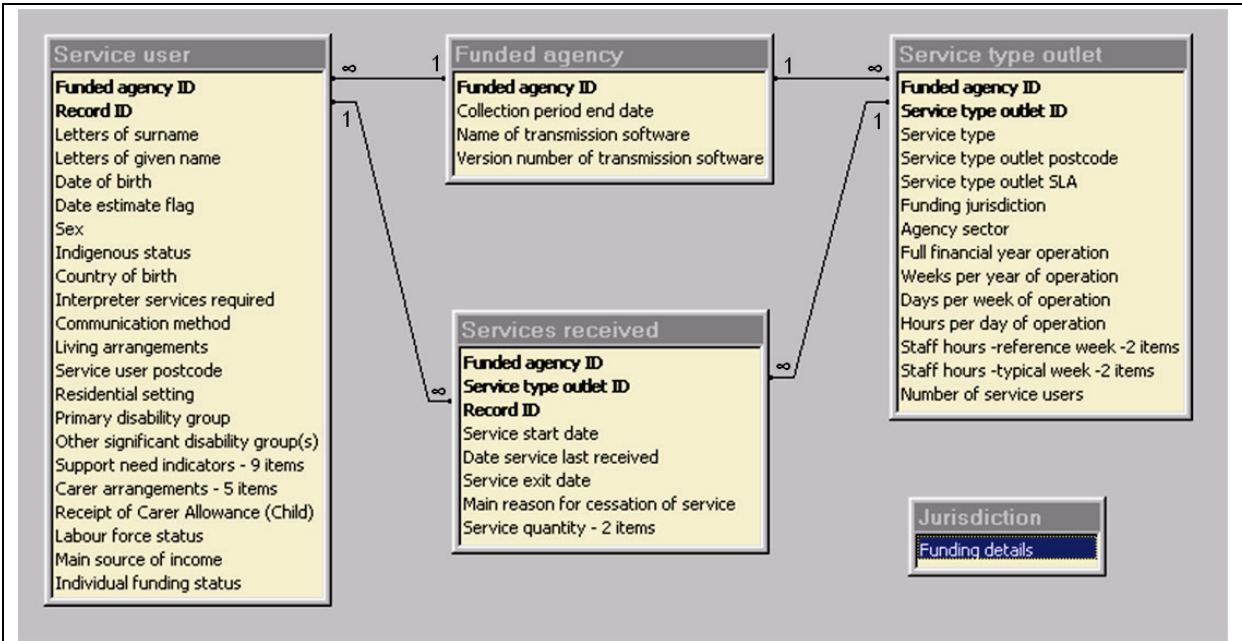 Service user
Funded agency ID
Record ID
Letters of surname
Letters of given name
Date of birth
Date estimate flag
Sex
Indigenous status
Country of birth
Interpreter services required
Communication method
Living arrangements
Service user postcode
Residential setting
Primary disability group
Other significant disability group(s)
Support need indicators - 9 items
Carer arrangements - 5 items
Receipt of Carer Allowance (Child)
Labour force status
Main source of income
Individual funding status
∞
1
1
∞
Funded agency
Funded agency ID
Collection period end date
Name of transmission software
Version number of transmission software
1
∞
1
∞
Services received
Funded agency ID
Service type outlet ID
Record ID
Service start date
Date service last received
Service exit date
Main reason for cessation of service
Service quantity - 2 items
Service type outlet
Funded agency ID
Service type outlet ID
Service type
Service type outlet postcode
Service type outlet SLA
Funding jurisdiction
Agency sector
Full financial year operation
Weeks per year of operation
Days per week of operation
Hours per day of operation
Staff hours -reference week -2 items
Staff hours -typical week -2 items
Number of service users
Jurisdiction
Funding details